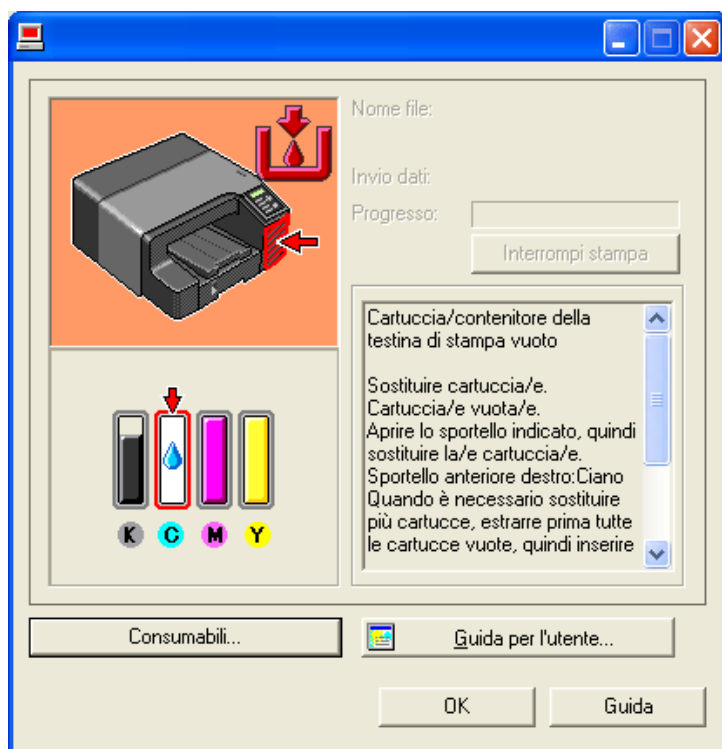 Nome file:
Invio dati:
Progresso:
Interrompi stampa
Cartuccia/contenitore della
testina di stampa vuoto
Sostituire cartuccia/e.
Cartuccia/e vuota/e.
Aprire lo sportello indicato, quindi
sostituire la/e cartuccia/e.
Sportello anteriore destro:Ciano
Quando è necessario sostituire
più cartucce, estrarre prima tutte
le cartucce vuote, quindi inserire
K C M Y
Consumabili...
Guida per l'utente...
OK
Guida